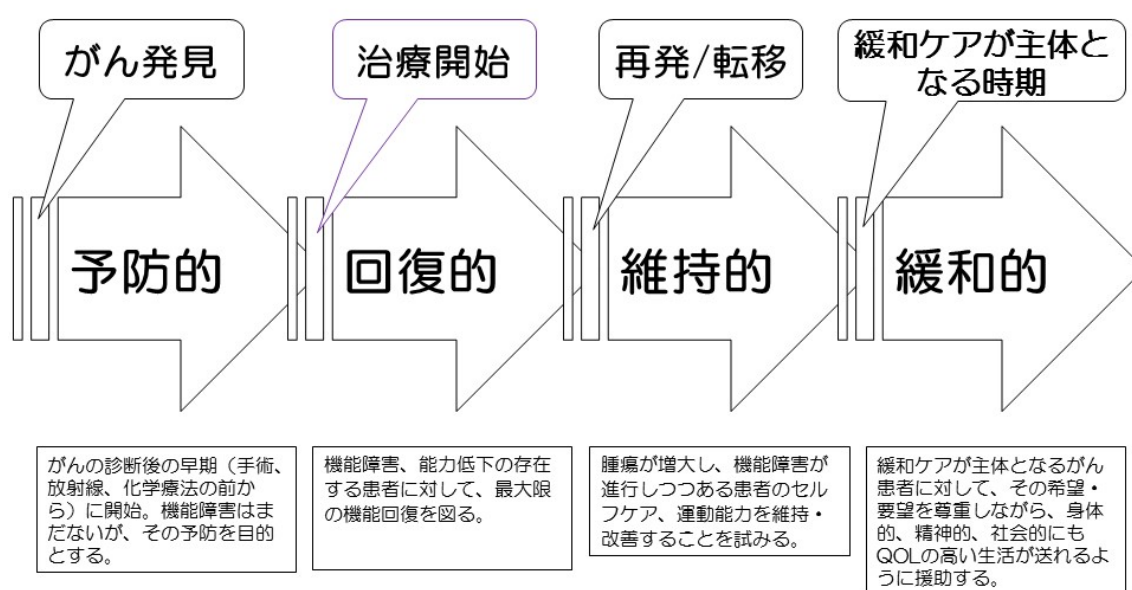 がん発見
治療開始
再発/転移
緩和ケアが主体と
なる時期
予防的
回復的
維持的
緩和的
がんの診断後の早期（手術、
放射線、化学療法の前か
ら）に開始。機能障害はま
だないが、その予防を目的
とする。
機能障害、能力低下の存在
する患者に対して、最大限
の機能回復を図る。
腫瘍が増大し、機能障害が
進行しつつある患者のセル
フケア、運動能力を維持・
改善することを試みる。
緩和ケアが主体となるがん
患者に対して、その希望・
要望を尊重しながら、身体
的、精神的、社会的にも
QOLの高い生活が送れるよ
うに援助する。